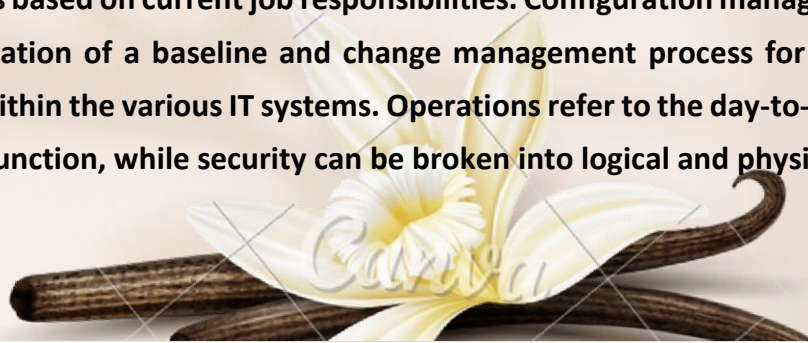 s based on current job responsibilities. Configuration manag
ation of a baseline and change management process for
ithin the various IT systems. Operations refer to the day-to-
unction, while security can be broken into logical and physi
Canva